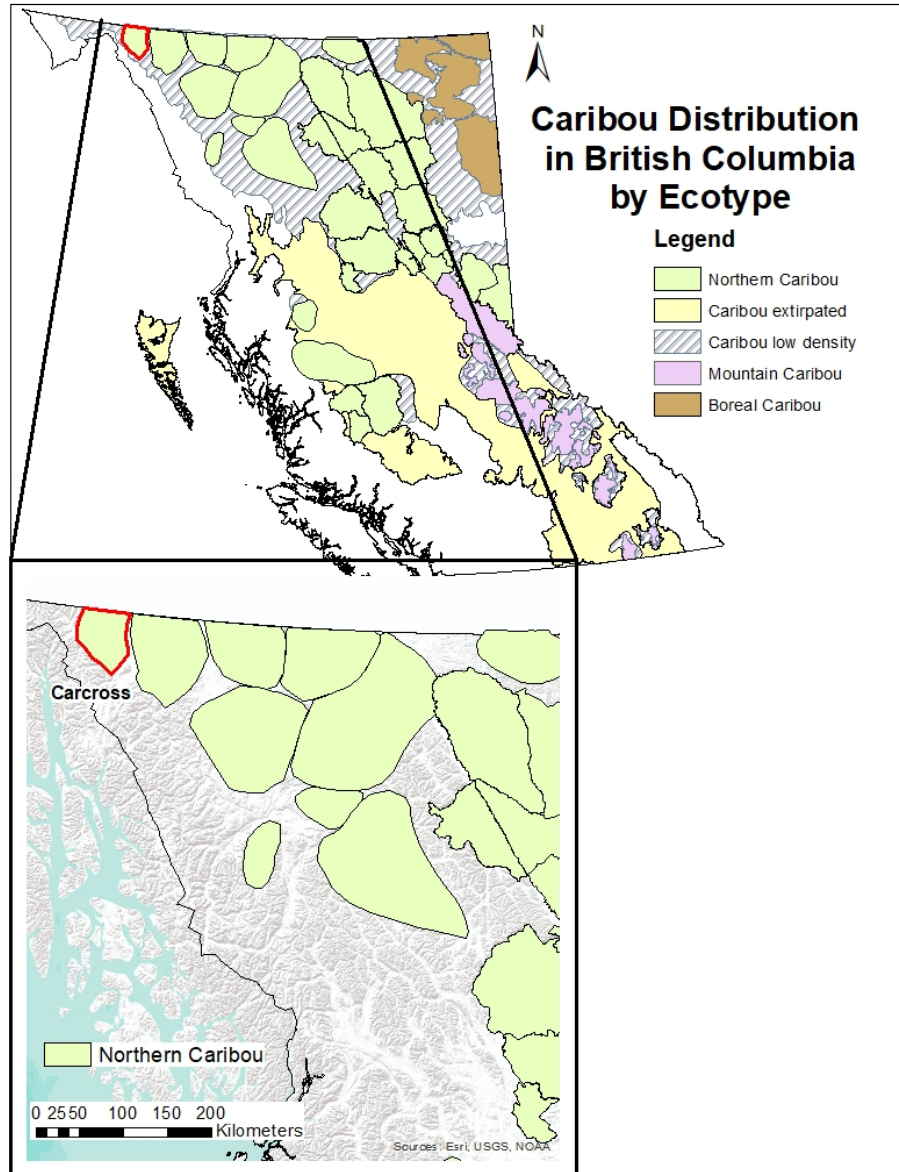 N
Caribou Distribution
in British Columbia
by Ecotype
Legend
Northern Caribou
Caribou extirpated
Caribou low density
Mountain Caribou
Boreal Caribou
Carcross
Northern Caribou
0 25 50 100 150 200
Kilometers
Sources: Esri, USGS, NOAA